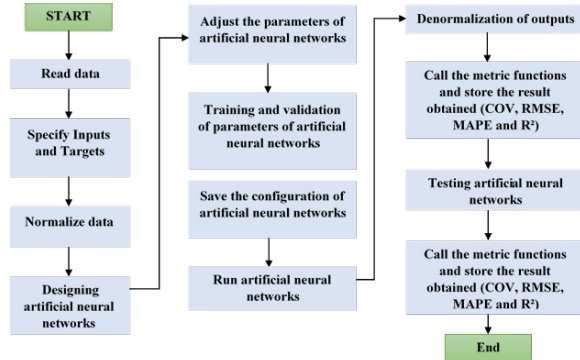 START
Read data
Specify Inputs
and Targets
Normalize data
Designing
artificial neural
networks
Adjust the parameters of
artificial neural networks
Training and validation
of parameters of artificial
neural networks
Save the configuration of
artificial neural networks
Run artificial neural
networks
Denormalization of outputs
Call the metric functions
and store the result
obtained (COV, RMSE,
MAPE and R²)
Testing artificial neural
networks
Call the metric functions
and store the result
obtained (COV, RMSE,
MAPE and R²)
End